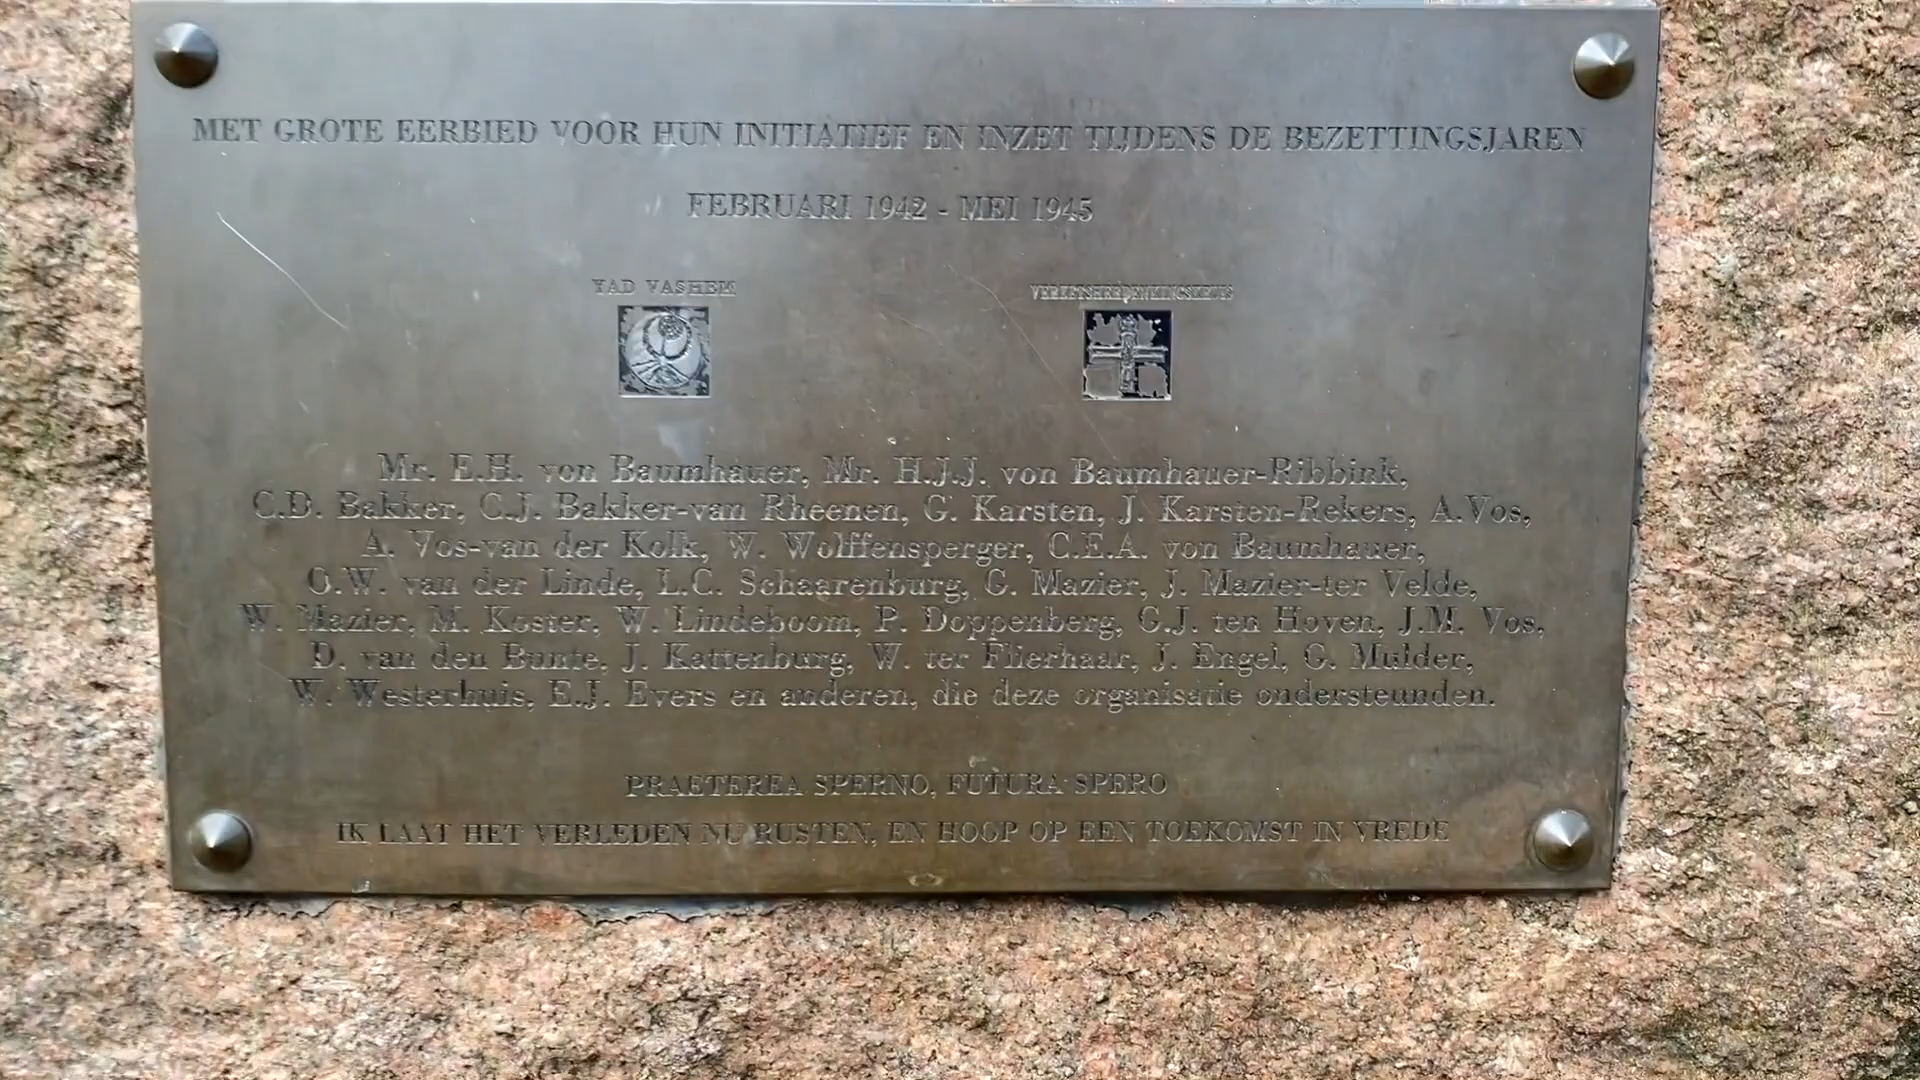 MET GROTE EERBIED VOOR HUN INITIATIEF EN INZET TIJDENS DE BEZETTINGSJAREN
FEBRUARI 1942 - MEI 1945
YAD VASHEM
VERZETSHERDENKINGSKRUIS
Mr. E.H. von Baumhauer, Mr. H.J.J. von Baumhauer-Ribbink,
C.D. Bakker, C.J. Bakker-van Rheenen, G. Karsten, J. Karsten-Rekers, A.Vos,
A. Vos-van der Kolk, W. Wolffensperger, C.E.A. von Baumhauer,
O.W. van der Linde, L.C. Schaarenburg, G. Mazier, J. Mazier-ter Velde,
W. Mazier, M. Koster, W. Lindeboom, P. Doppenberg, G.J. ten Hoven, J.M. Vos,
D. van den Bunte, J. Kattenburg, W. ter Flierhaar, J. Engel, G. Mulder,
W. Westerhuis, E.J. Evers en anderen, die deze organisatie ondersteunden.
PRAETEREA SPERNO, FUTURA SPERO
IK LAAT HET VERLEDEN NU RUSTEN, EN HOOP OP EEN TOEKOMST IN VREDE